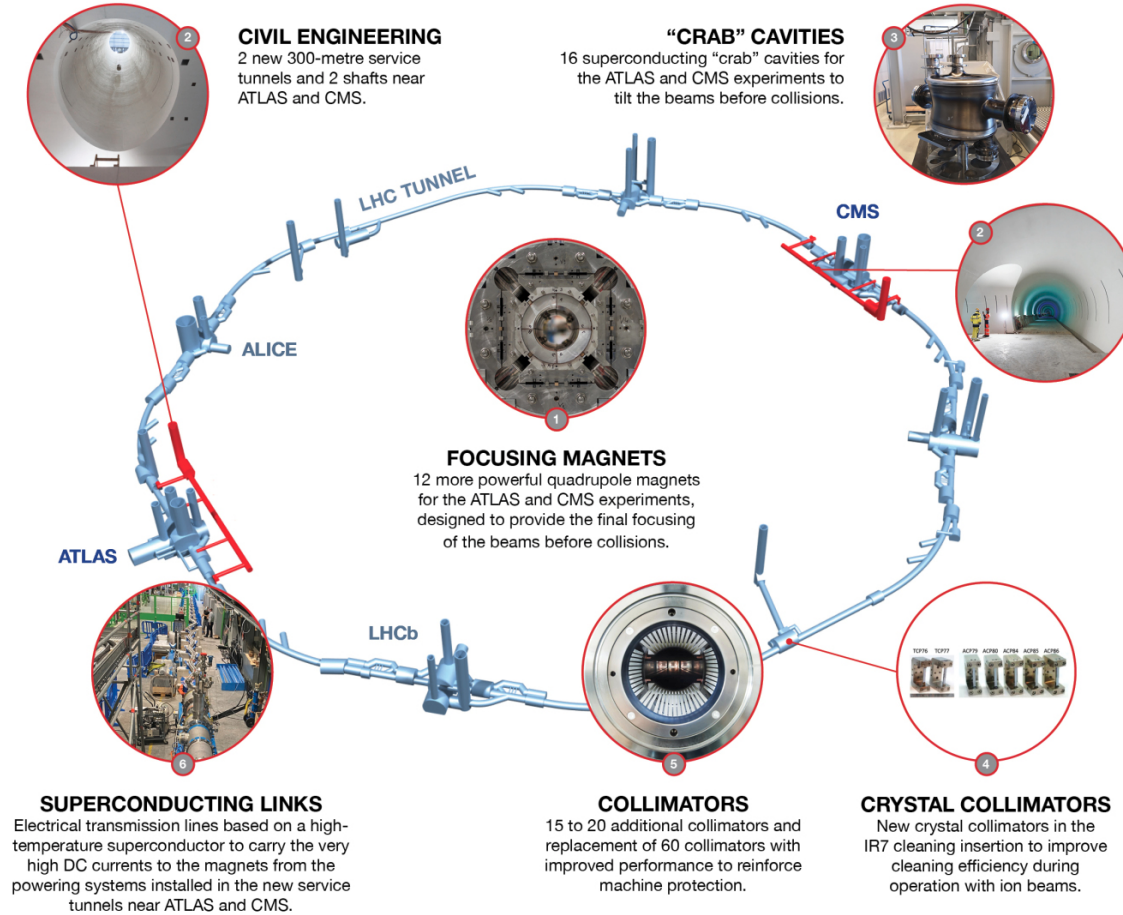 2
CIVIL ENGINEERING
2 new 300-metre service
tunnels and 2 shafts near
ATLAS and CMS.
“CRAB” CAVITIES
16 superconducting “crab” cavities for
the ATLAS and CMS experiments to
tilt the beams before collisions.
3
LHC TUNNEL
CMS
2
ALICE
1
FOCUSING MAGNETS
12 more powerful quadrupole magnets
for the ATLAS and CMS experiments,
designed to provide the final focusing
of the beams before collisions.
ATLAS
LHCb
TCP76 TCP77 ACP79 ACP80 ACP84 ACP85 ACP86
6
5
4
SUPERCONDUCTING LINKS
Electrical transmission lines based on a high-
temperature superconductor to carry the very
high DC currents to the magnets from the
powering systems installed in the new service
tunnels near ATLAS and CMS.
COLLIMATORS
15 to 20 additional collimators and
replacement of 60 collimators with
improved performance to reinforce
machine protection.
CRYSTAL COLLIMATORS
New crystal collimators in the
IR7 cleaning insertion to improve
cleaning efficiency during
operation with ion beams.